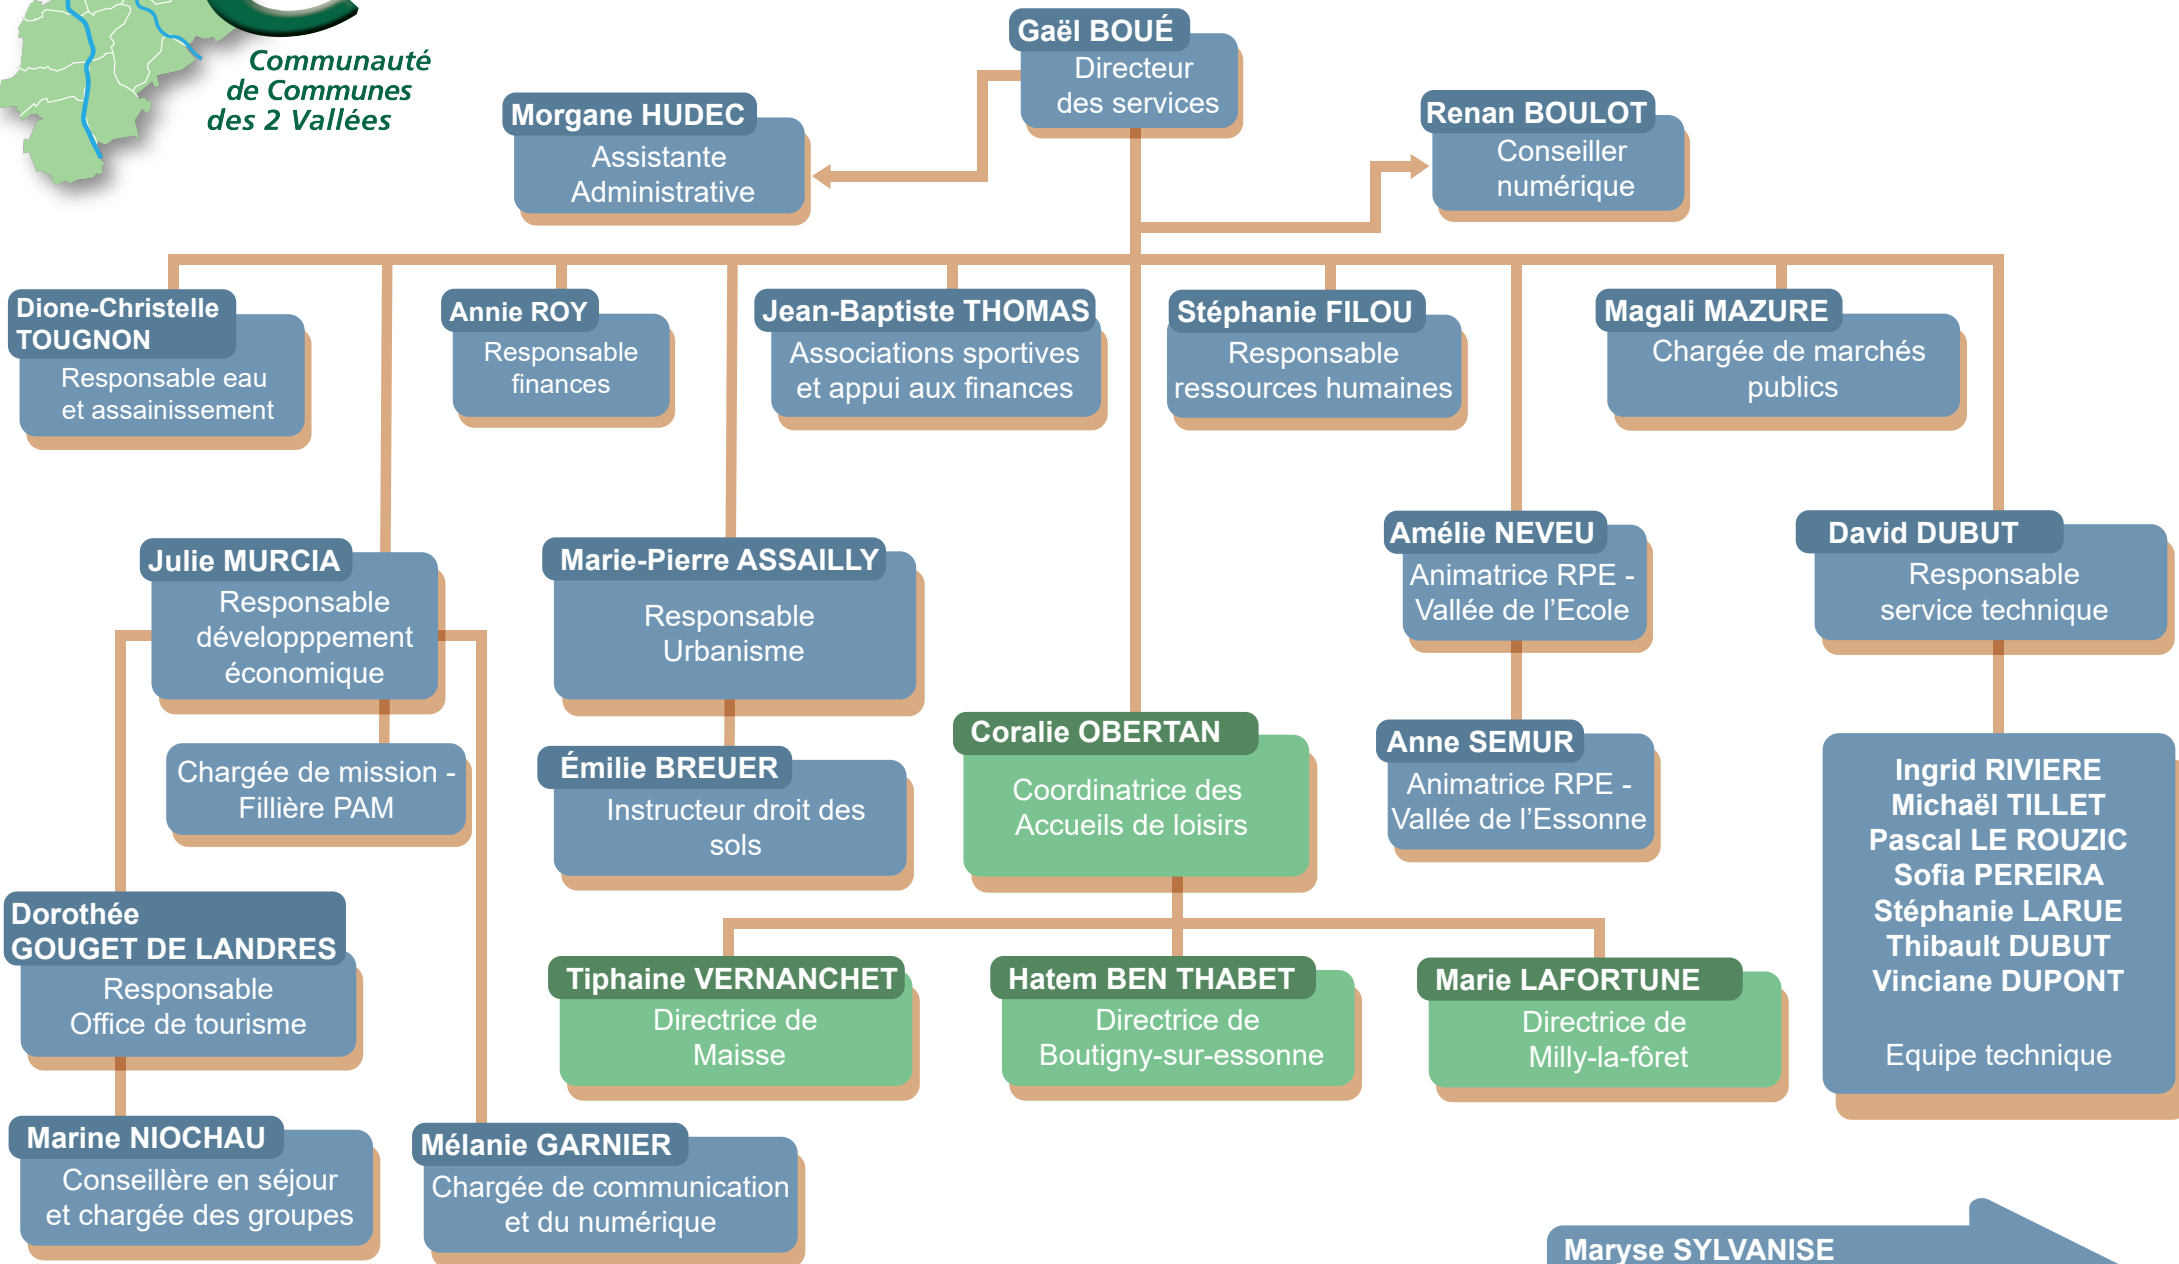 Communauté
de Communes
des 2 Vallées
Gaël BOUÉ
Directeur
des services
Morgane HUDEC
Assistante
Administrative
Renan BOULOT
Conseiller
numérique
Dione-Christelle
TOUGNON
Responsable eau
et assainissement
Annie ROY
Responsable
finances
Jean-Baptiste THOMAS
Associations sportives
et appui aux finances
Stéphanie FILOU
Responsable
ressources humaines
Magali MAZURE
Chargée de marchés
publics
Julie MURCIA
Responsable
développpement
économique
Marie-Pierre ASSAILLY
Responsable
Urbanisme
Amélie NEVEU
Animatrice RPE -
Vallée de l’Ecole
David DUBUT
Responsable
service technique
Chargée de mission -
Fillière PAM
Émilie BREUER
Instructeur droit des
sols
Coralie OBERTAN
Coordinatrice des
Accueils de loisirs
Anne SEMUR
Animatrice RPE -
Vallée de l’Essonne
Ingrid RIVIERE
Michaël TILLET
Pascal LE ROUZIC
Sofia PEREIRA
Stéphanie LARUE
Thibault DUBUT
Vinciane DUPONT
Equipe technique
Dorothée
GOUGET DE LANDRES
Responsable
Office de tourisme
Tiphaine VERNANCHET
Directrice de
Maisse
Hatem BEN THABET
Directrice de
Boutigny-sur-essonne
Marie LAFORTUNE
Directrice de
Milly-la-fôret
Marine NIOCHAU
Conseillère en séjour
et chargée des groupes
Mélanie GARNIER
Chargée de communication
et du numérique
Maryse SYLVANISE